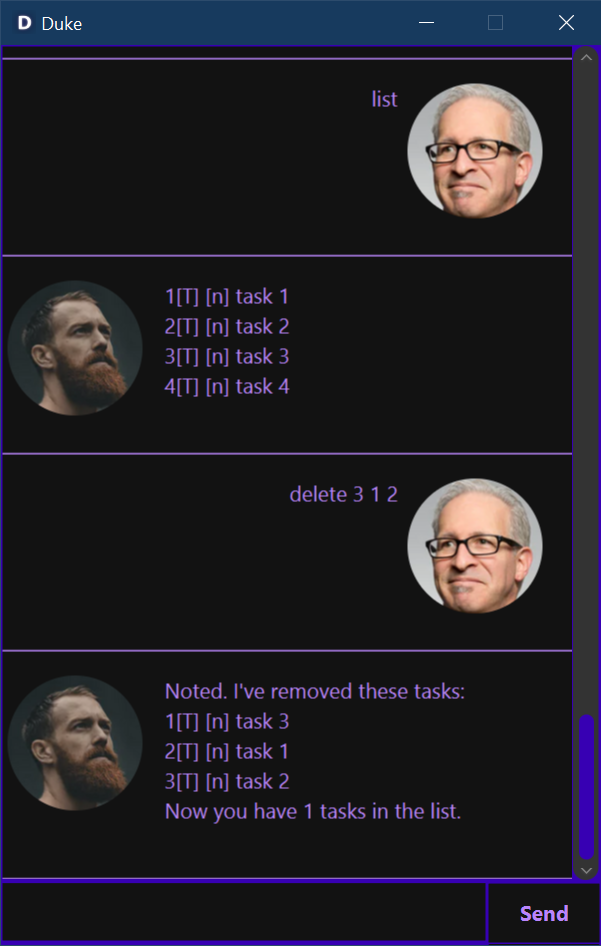 D Duke
list
1[T] [n] task 1
2[T] [n] task 2
3[T] [n] task 3
4[T] [n] task 4
delete 3 1 2
Noted. I've removed these tasks:
1[T] [n] task 3
2[T] [n] task 1
3[T] [n] task 2
Now you have 1 tasks in the list.
Send